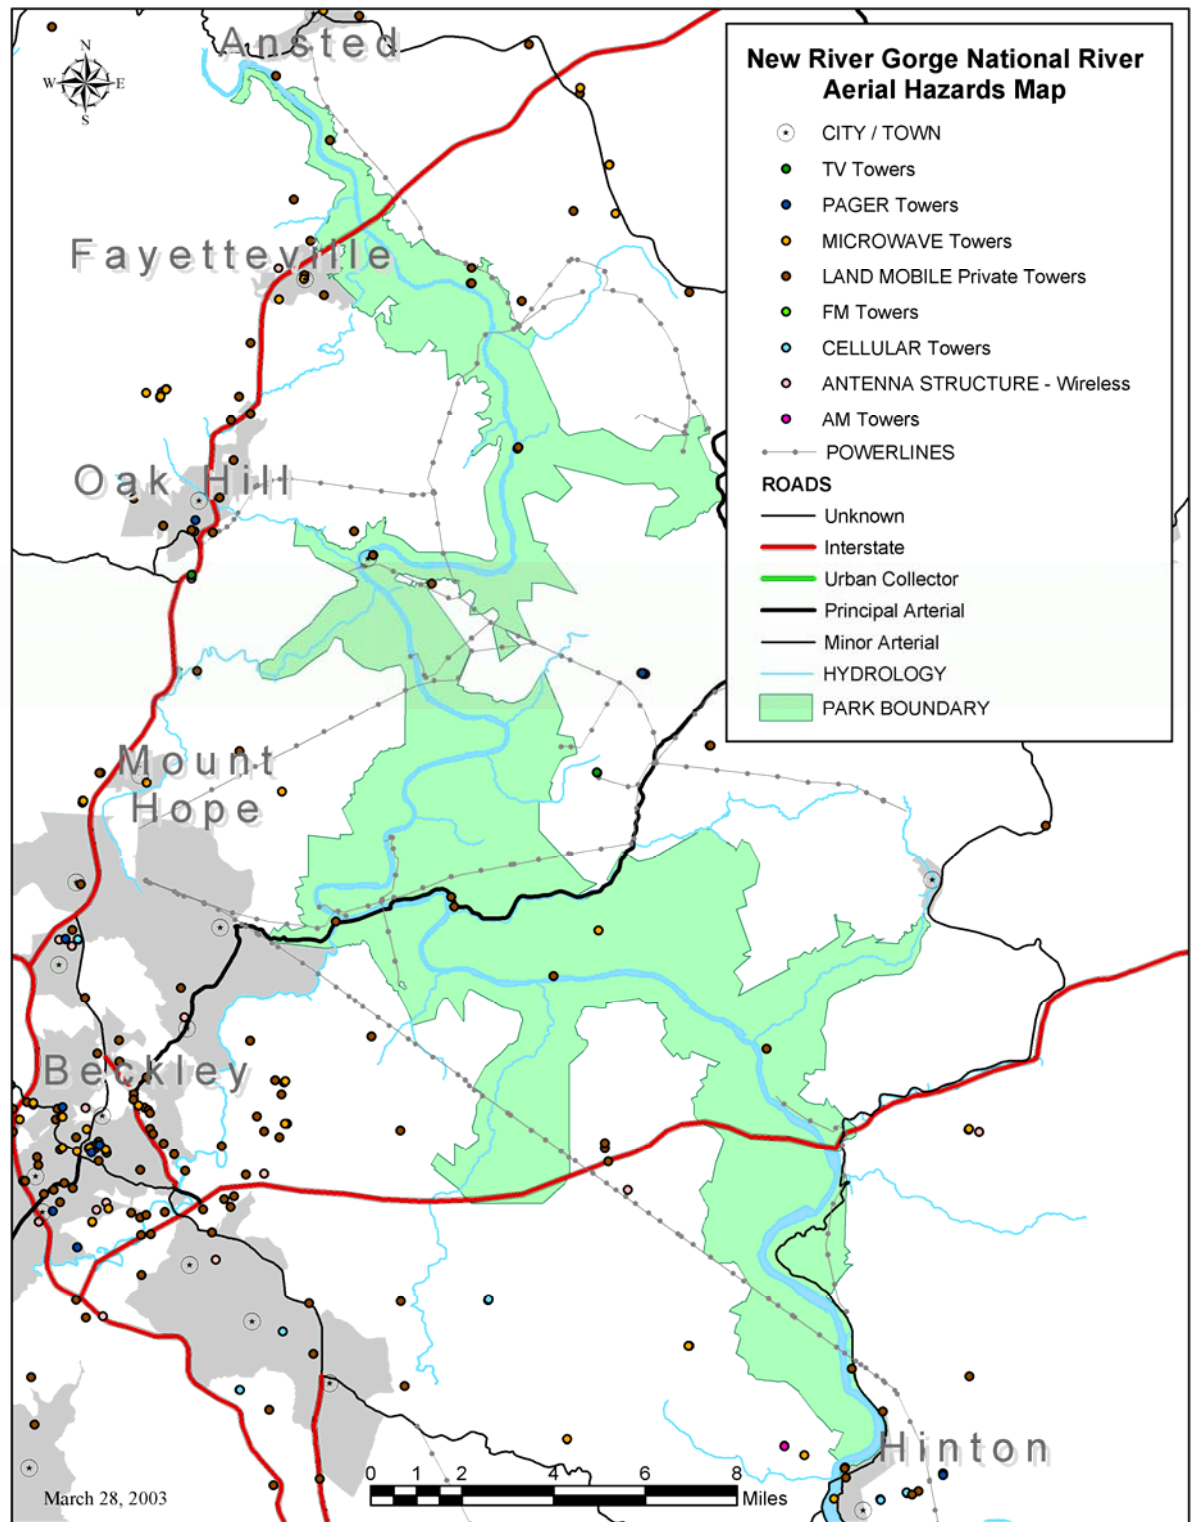 Ansted
N
W E
S
New River Gorge National River
Aerial Hazards Map
CITY / TOWN
TV Towers
PAGER Towers
MICROWAVE Towers
LAND MOBILE Private Towers
FM Towers
CELLULAR Towers
ANTENNA STRUCTURE - Wireless
AM Towers
POWERLINES
ROADS
Unknown
Interstate
Urban Collector
Principal Arterial
Minor Arterial
HYDROLOGY
PARK BOUNDARY
Fayetteville
Oak Hill
Mount
Hope
Beckley
Hinton
0 1 2 4 6 8
Miles
March 28, 2003